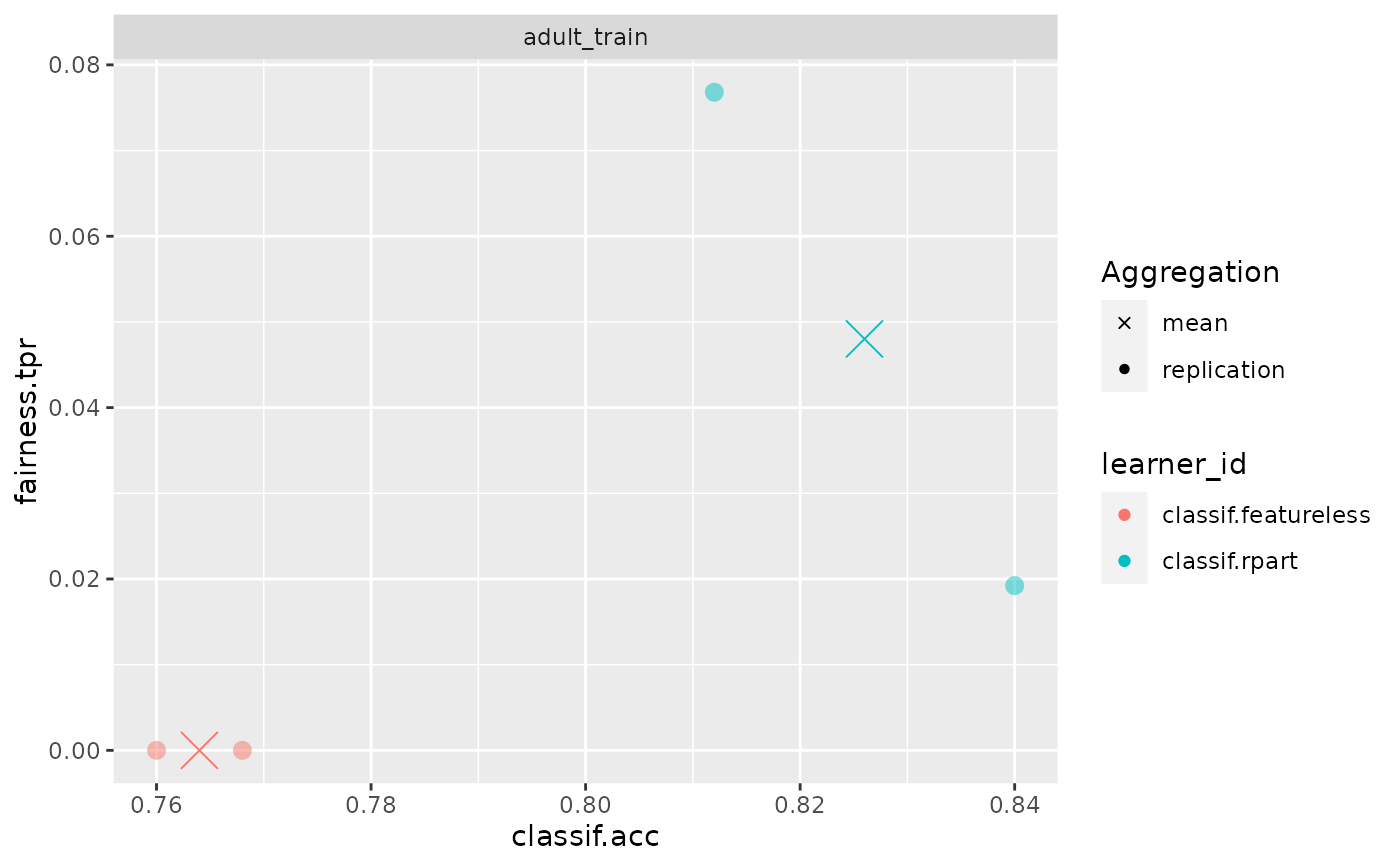 adult_train
0.08
0.06
0.04
0.02
0.00
fairness.tpr
0.76
0.78
0.80
0.82
0.84
classif.acc
Aggregation
mean
replication
learner_id
classif.featureless
classif.rpart